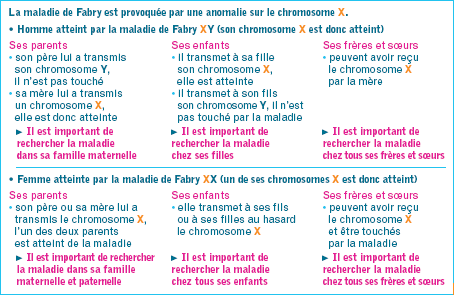 La maladie de Fabry est provoquée par une anomalie sur le chromosome X.
• Homme atteint par la maladie de Fabry XY (son chromosome X est donc atteint)
Ses parents
• son père lui a transmis
son chromosome Y,
il n'est pas touché
• sa mère lui a transmis
un chromosome X,
elle est donc atteinte
► Il est important de
rechercher la maladie
dans sa famille maternelle
Ses enfants
• il transmet à sa fille
son chromosome X,
elle est atteinte
• il transmet à son fils
son chromosome Y, il n'est
pas touché par la maladie
► Il est important de
rechercher la maladie
chez ses filles
Ses frères et sœurs
• peuvent avoir reçu
le chromosome X
par la mère
► Il est important de
rechercher la maladie
chez tous ses frères et sœurs
• Femme atteinte par la maladie de Fabry XX (un de ses chromosomes X est donc atteint)
Ses parents
• son père ou sa mère lui a
transmis le chromosome X,
l'un des deux parents
est atteint de la maladie
► Il est important de rechercher
la maladie dans sa famille
maternelle et paternelle
Ses enfants
• elle transmet à ses fils
ou à ses filles au hasard
le chromosome X
► Il est important de
rechercher la maladie
chez tous ses enfants
Ses frères et sœurs
• peuvent avoir reçu
le chromosome X
et être touchés
par la maladie
► Il est important de
rechercher la maladie
chez tous ses frères et sœurs